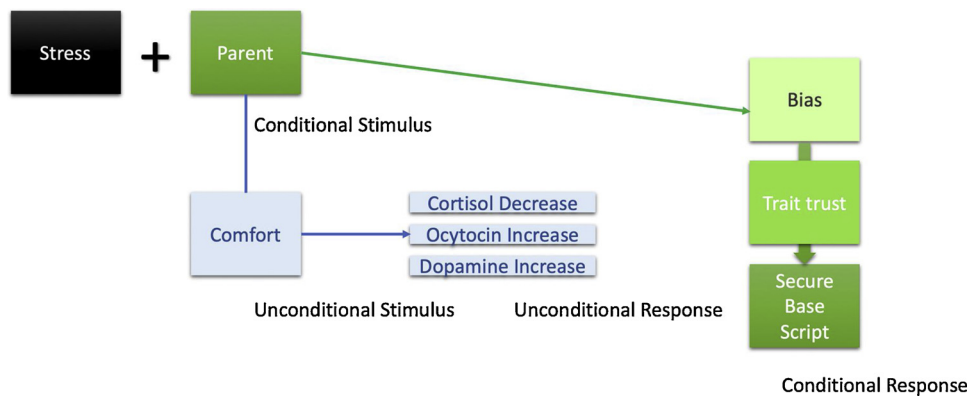 Stress
+
Parent
Bias
Conditional Stimulus
Trait trust
Comfort
Cortisol Decrease
Ocytocin Increase
Dopamine Increase
Secure
Base
Script
Unconditional Stimulus
Unconditional Response
Conditional Response